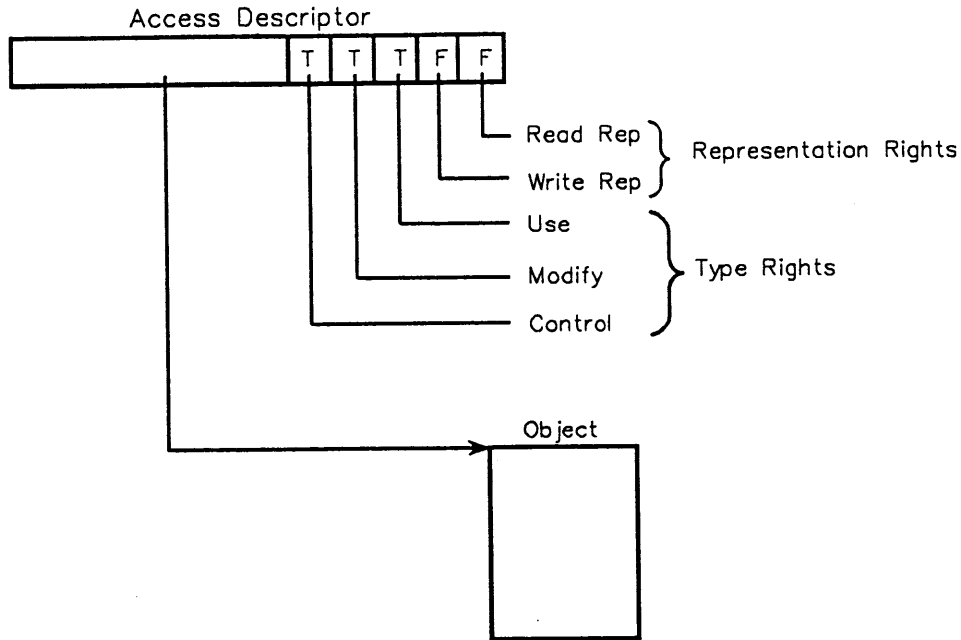 Access Descriptor
T T T F F
Read Rep
Representation Rights
Write Rep
Use
Type Rights
Modify
Control
Object